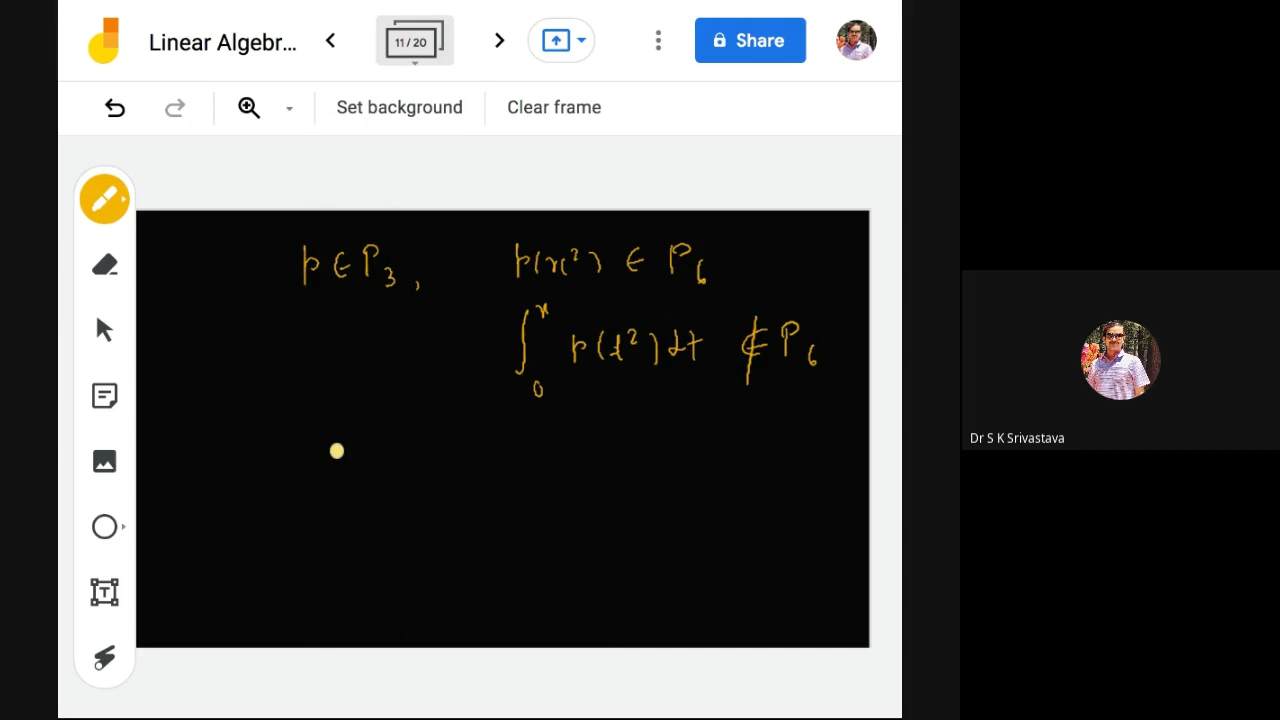 Linear Algebr...
11/20
Share
Set background
Clear frame
p ∈ P₃, p(x²) ∈ P₆
∫₀ˣ p(t²)dt ∉ P₆
T
Dr S K Srivastava